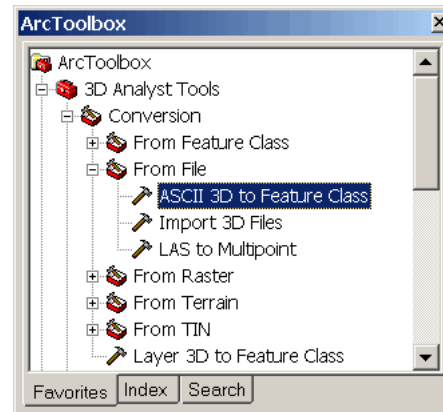 ArcToolbox
ArcToolbox
3D Analyst Tools
Conversion
From Feature Class
From File
ASCII 3D to Feature Class
Import 3D Files
LAS to Multipoint
From Raster
From Terrain
From TIN
Layer 3D to Feature Class
Favorites Index Search